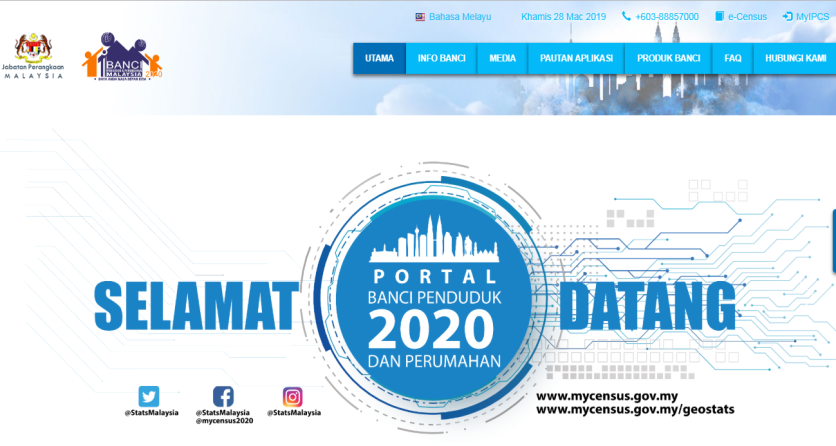 Bahasa Melayu Khamis 28 Mac 2019 +603-88857000 e-Census MyIPCS
Jabatan Perangkaan
MALAYSIA
BANCI
MALAYSIA 2020
UTAMA INFO BANCI MEDIA PAUTAN APLIKASI PRODUK BANCI FAQ HUBUNGI KAMI
SELAMAT
PORTAL
BANCI PENDUDUK
2020
DAN PERUMAHAN
DATANG
@StatsMalaysia
@StatsMalaysia
@mycensus2020
@StatsMalaysia
www.mycensus.gov.my
www.mycensus.gov.my/geostats